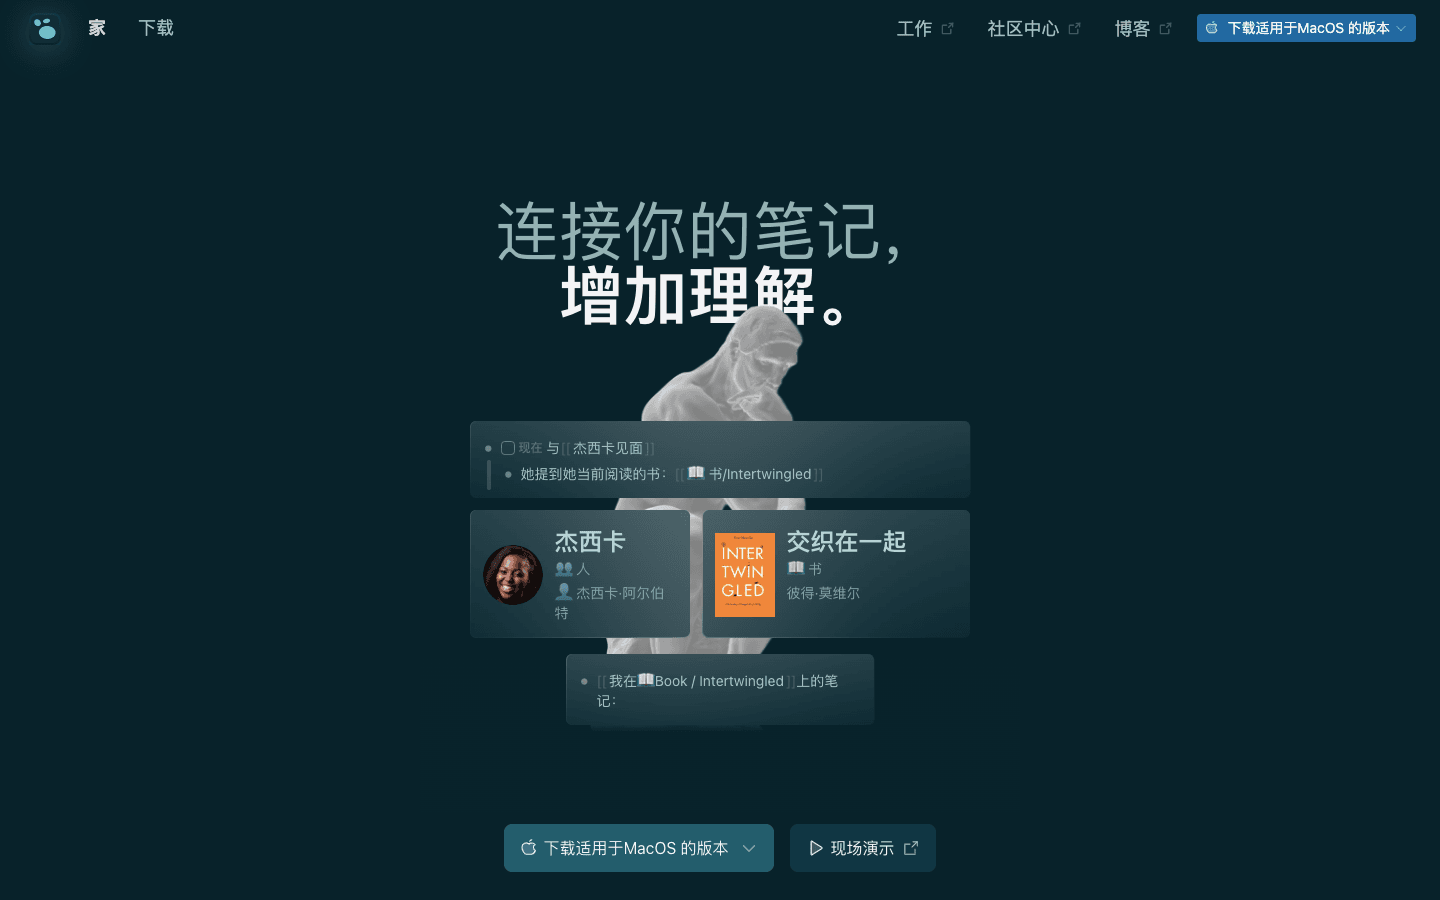 家
下载
工作
社区中心
博客
下载适用于MacOS 的版本
连接你的笔记，
增加理解。
现在 与[[杰西卡见面]]
她提到她当前阅读的书：[[📖 书/Intertwingled]]
杰西卡
👥 人
👤 杰西卡·阿尔伯
特
INTER
TWIN
GLED
交织在一起
📖 书
彼得·莫维尔
[[我在📖Book / Intertwingled]]上的笔
记：
下载适用于MacOS 的版本
现场演示